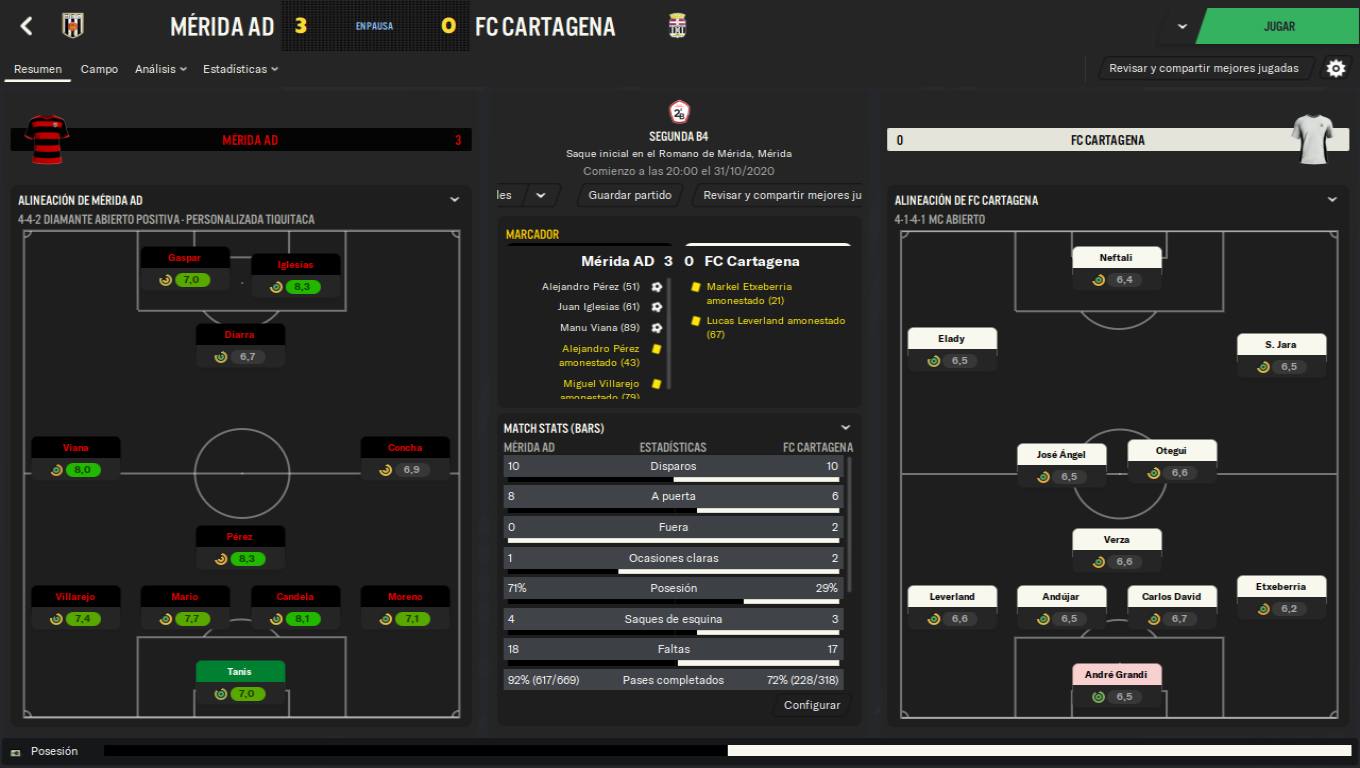 MÉRIDA AD 3 EN PAUSA 0 FC CARTAGENA
JUGAR
Resumen Campo Análisis Estadísticas
Revisar y compartir mejores jugadas
MÉRIDA AD 3
SEGUNDA B4
Saque inicial en el Romano de Mérida, Mérida
Comienzo a las 20:00 el 31/10/2020
les Guardar partido Revisar y compartir mejores ju
0 FC CARTAGENA
ALINEACIÓN DE MÉRIDA AD
4-4-2 DIAMANTE ABIERTO POSITIVA - PERSONALIZADA TIQUITACA
Gaspar
7,0
Iglesias
8,3
Diarra
6,7
Viana
8,0
Concha
6,9
Pérez
8,3
Villarejo
7,4
Mario
7,7
Candela
8,1
Moreno
7,1
Tanis
7,0
MARCADOR
Mérida AD 3 0 FC Cartagena
Alejandro Pérez (51)
Juan Iglesias (61)
Manu Viana (89)
Alejandro Pérez
amonestado (43)
Miguel Villarejo
amonestado (79)
Markel Etxeberria
amonestado (21)
Lucas Leverland amonestado
(67)
MATCH STATS (BARS)
MÉRIDA AD ESTADÍSTICAS FC CARTAGENA
10 Disparos 10
8 A puerta 6
0 Fuera 2
1 Ocasiones claras 2
71% Posesión 29%
4 Saques de esquina 3
18 Faltas 17
92% (617/669) Pases completados 72% (228/318)
Configurar
ALINEACIÓN DE FC CARTAGENA
4-1-4-1 MC ABIERTO
Neftali
6,4
Elady
6,5
S. Jara
6,5
José Ángel
6,5
Otegui
6,6
Verza
6,6
Leverland
6,6
Andújar
6,5
Carlos David
6,7
Etxeberria
6,2
André Grandi
6,5
Posesión